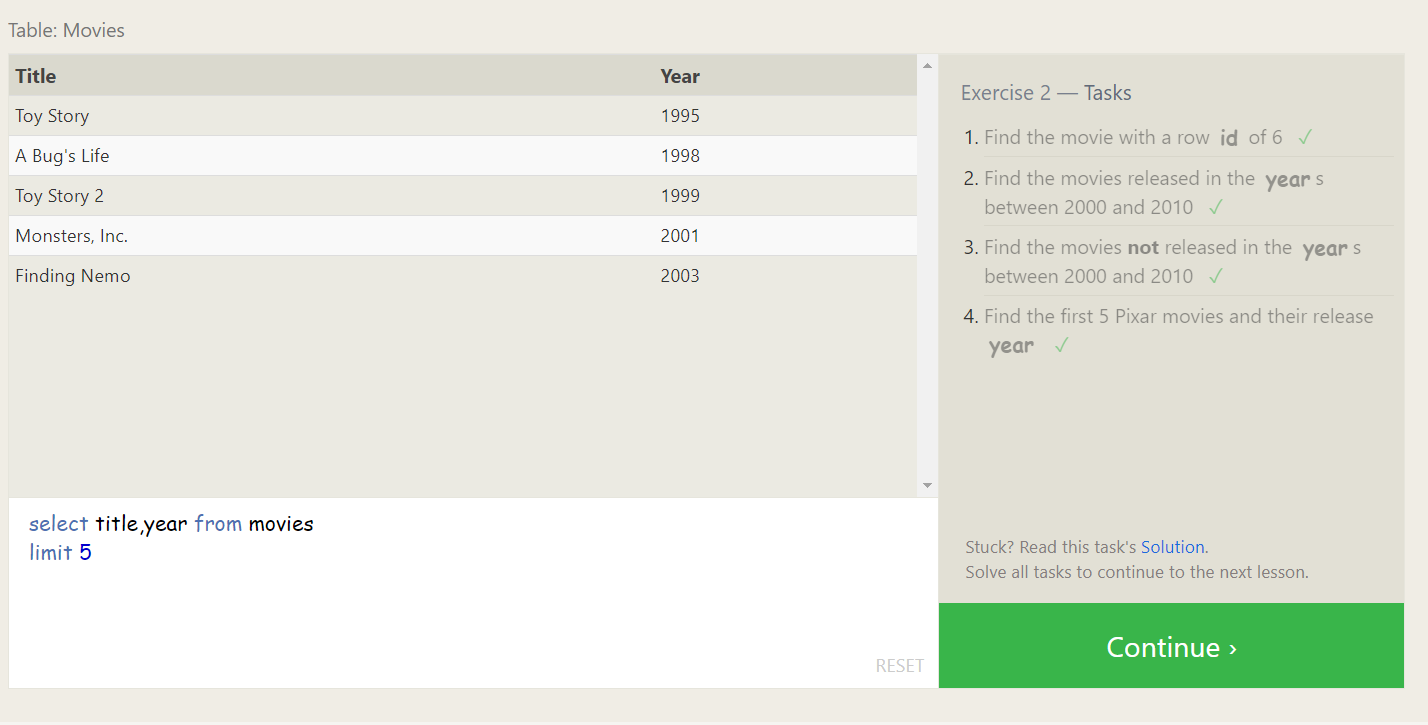 Table: Movies
Title Year
Toy Story 1995
A Bug's Life 1998
Toy Story 2 1999
Monsters, Inc. 2001
Finding Nemo 2003
select title,year from movies
limit 5
RESET
Exercise 2 — Tasks
1. Find the movie with a row id of 6 ✓
2. Find the movies released in the year s
between 2000 and 2010 ✓
3. Find the movies not released in the year s
between 2000 and 2010 ✓
4. Find the first 5 Pixar movies and their release
year ✓
Stuck? Read this task's Solution.
Solve all tasks to continue to the next lesson.
Continue ›